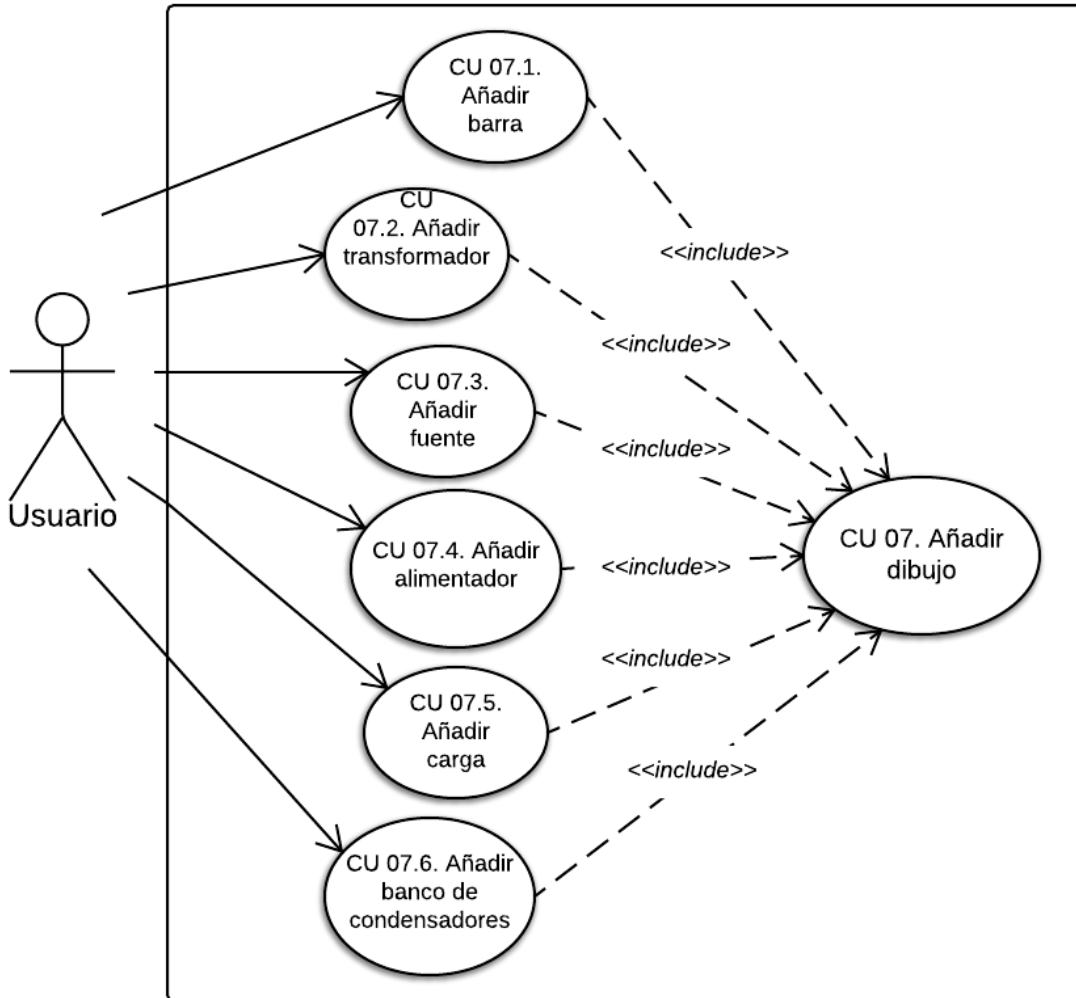 CU 07.1.
Añadir
barra
CU
07.2. Añadir
transformador
<<include>>
<<include>>
CU 07.3.
Añadir
fuente
<<include>>
Usuario
CU 07.4. Añadir
alimentador
<<include>>
CU 07. Añadir
dibujo
<<include>>
CU 07.5.
Añadir
carga
<<include>>
CU 07.6. Añadir
banco de
condensadores